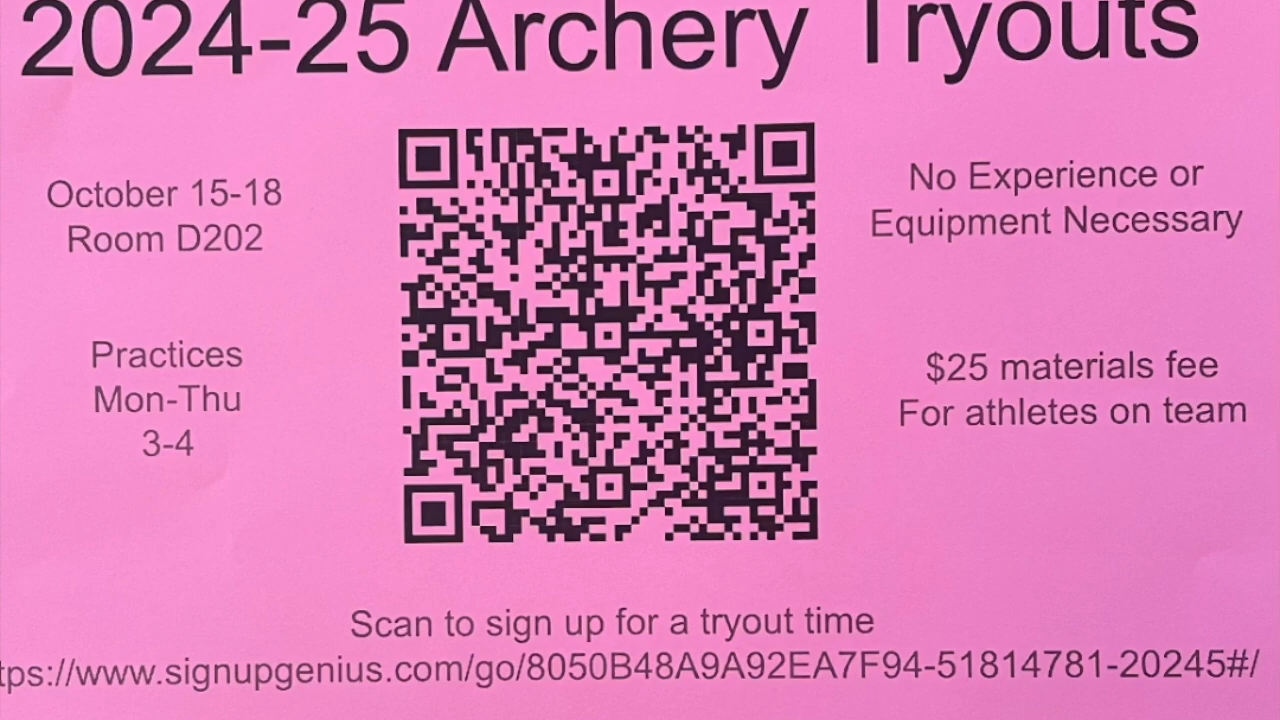 2024-25 Archery Tryouts
October 15-18
Room D202
Practices
Mon-Thu
3-4
No Experience or
Equipment Necessary
$25 materials fee
For athletes on team
Scan to sign up for a tryout time
tps://www.signupgenius.com/go/8050B48A9A92EA7F94-51814781-20245#/